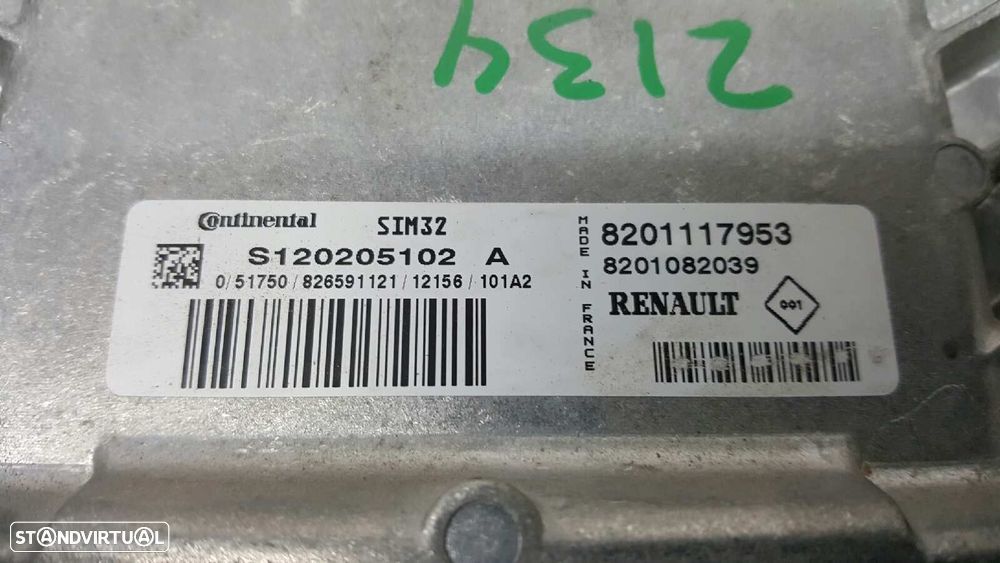 2134
Continental SIM32
S120205102 A
0/51750/826591121/12156/101A2
MADE IN FRANCE
8201117953
8201082039
RENAULT 001
STANDVIRTUAL